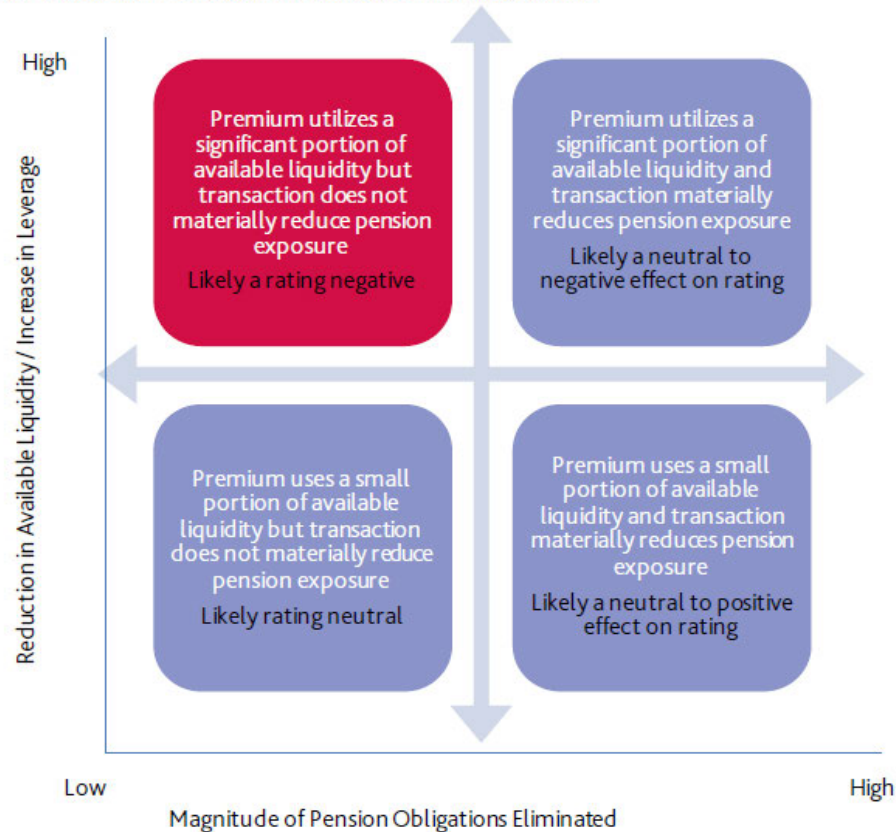 High
Premium utilizes a
significant portion of
available liquidity but
transaction does not
materially reduce pension
exposure
Likely a rating negative
Premium utilizes a
significant portion of
available liquidity and
transaction materially
reduces pension exposure
Likely a neutral to
negative effect on rating
Reduction in Available Liquidity / Increase in Leverage
Premium uses a small
portion of available
liquidity but transaction
does not materially reduce
pension exposure
Likely rating neutral
Premium uses a small
portion of available
liquidity and transaction
materially reduces pension
exposure
Likely a neutral to positive
effect on rating
Low
High
Magnitude of Pension Obligations Eliminated